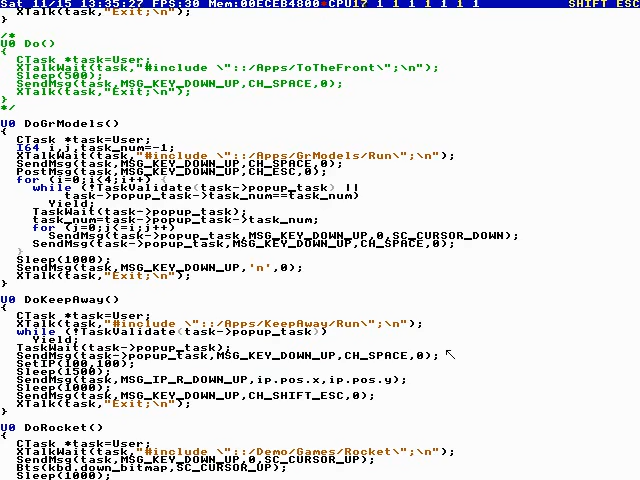 Sat 11/15 13:35:27 FPS:30 Mem:00ECEB4800 CPU17 1 1 1 1 1 1 1 SHIFT ESC
XTalk(task,"Exit;\n");
}
/*
U0 Do()
{
CTask *task=User;
XTalkWait(task,"#include \"::/Apps/ToTheFront\";\n");
Sleep(500);
SendMsg(task,MSG_KEY_DOWN_UP,CH_SPACE,0);
XTalk(task,"Exit;\n");
}
*/
U0 DoGrModels()
{
CTask *task=User;
I64 i,j,task_num=-1;
XTalkWait(task,"#include \"::/Apps/GrModels/Run\";\n");
SendMsg(task,MSG_KEY_DOWN_UP,CH_SPACE,0);
PostMsg(task,MSG_KEY_DOWN_UP,CH_ESC,0);
for (i=0;i<4;i++) {
while (!TaskValidate(task->popup_task) ||
task->popup_task->task_num==task_num)
Yield;
TaskWait(task->popup_task);
task_num=task->popup_task->task_num;
for (j=0;j<=i;j++)
SendMsg(task->popup_task,MSG_KEY_DOWN_UP,0,SC_CURSOR_DOWN);
SendMsg(task->popup_task,MSG_KEY_DOWN_UP,CH_SPACE,0);
}
Sleep(1000);
SendMsg(task,MSG_KEY_DOWN_UP,'n',0);
XTalk(task,"Exit;\n");
}
U0 DoKeepAway()
{
CTask *task=User;
XTalk(task,"#include \"::/Apps/KeepAway/Run\";\n");
while (!TaskValidate(task->popup_task))
Yield;
TaskWait(task->popup_task);
SendMsg(task->popup_task,MSG_KEY_DOWN_UP,CH_SPACE,0);
SetIP(100,100);
Sleep(1500);
SendMsg(task,MSG_IP_R_DOWN_UP,ip.pos.x,ip.pos.y);
Sleep(1000);
SendMsg(task,MSG_KEY_DOWN_UP,CH_SHIFT_ESC,0);
XTalk(task,"Exit;\n");
}
U0 DoRocket()
{
CTask *task=User;
XTalkWait(task,"#include \"::/Demo/Games/Rocket\";\n");
SendMsg(task,MSG_KEY_DOWN_UP,0,SC_CURSOR_UP);
Bts(kbd.down_bitmap,SC_CURSOR_UP);
Sleep(1000);